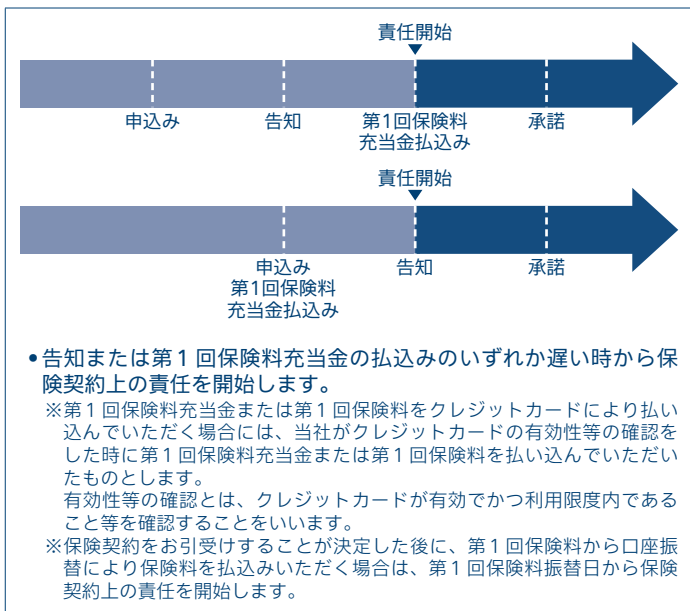 責任開始
申込み 告知 第1回保険料 承諾
充当金払込み
責任開始
申込み 告知 承諾
第1回保険料
充当金払込み
•告知または第1回保険料充当金の払込みのいずれか遅い時から保
険契約上の責任を開始します。
※第1回保険料充当金または第1回保険料をクレジットカードにより払い
込んでいただく場合には、当社がクレジットカードの有効性等の確認を
した時に第1回保険料充当金または第1回保険料を払い込んでいただい
たものとします。
有効性等の確認とは、クレジットカードが有効でかつ利用限度内である
こと等を確認することをいいます。
※保険契約をお引受けすることが決定した後に、第1回保険料から口座振
替により保険料を払込みいただく場合は、第1回保険料振替日から保険
契約上の責任を開始します。